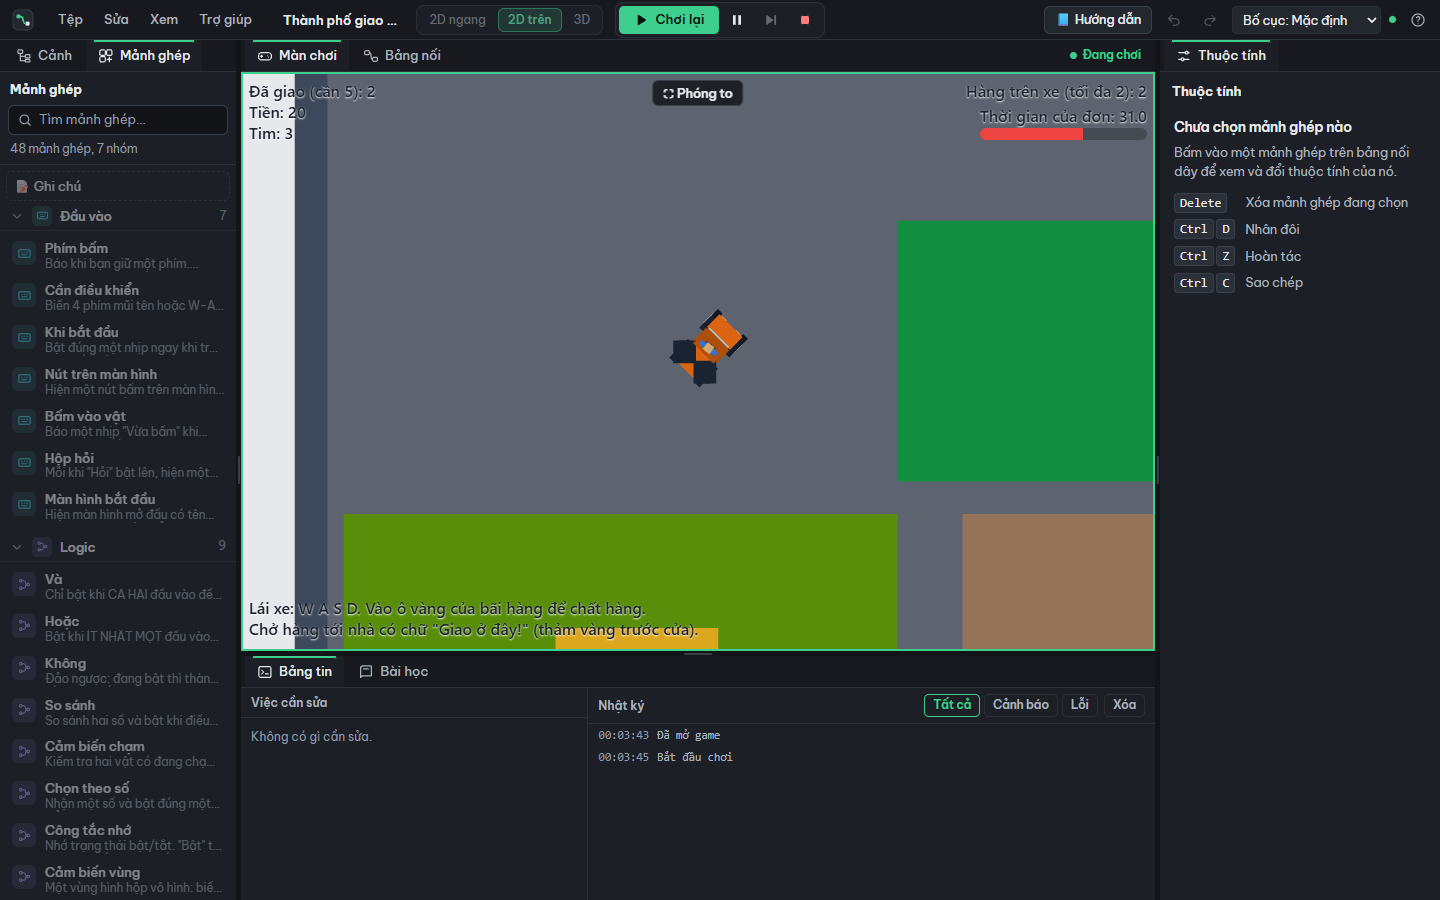 Tệp
Sửa
Xem
Trợ giúp
Thành phố giao ...
2D ngang
2D trên
3D
Chơi lại
Hướng dẫn
Bố cục: Mặc định
Cảnh
Mảnh ghép
Màn chơi
Bảng nối
Đang chơi
Thuộc tính
Mảnh ghép
Tìm mảnh ghép...
48 mảnh ghép, 7 nhóm
Ghi chú
Đầu vào
7
Phím bấm
Báo khi bạn giữ một phím....
Cần điều khiển
Biến 4 phím mũi tên hoặc W-A...
Khi bắt đầu
Bật đúng một nhịp ngay khi tr...
Nút trên màn hình
Hiện một nút bấm trên màn hìn...
Bấm vào vật
Báo một nhịp "Vừa bấm" khi...
Hộp hỏi
Mỗi khi "Hỏi" bật lên, hiện một...
Màn hình bắt đầu
Hiện màn hình mở đầu có tên...
Logic
9
Và
Chỉ bật khi CẢ HAI đầu vào đề...
Hoặc
Bật khi ÍT NHẤT MỘT đầu vào...
Không
Đảo ngược: đang bật thì thàn...
So sánh
So sánh hai số và bật khi điều...
Cảm biến chạm
Kiểm tra hai vật có đang chạ...
Chọn theo số
Nhận một số và bật đúng một...
Công tắc nhớ
Nhớ trạng thái bật/tắt. "Bật" t...
Cảm biến vùng
Một vùng hình hộp vô hình: biế...
Đã giao (cần 5): 2
Tiền: 20
Tim: 3
Phóng to
Hàng trên xe (tối đa 2): 2
Thời gian của đơn: 31.0
Lái xe: W A S D. Vào ô vàng của bãi hàng để chất hàng.
Chở hàng tới nhà có chữ "Giao ở đây!" (thảm vàng trước cửa).
Bảng tin
Bài học
Việc cần sửa
Không có gì cần sửa.
Nhật ký
Tất cả
Cảnh báo
Lỗi
Xóa
00:03:43 Đã mở game
00:03:45 Bắt đầu chơi
Thuộc tính
Chưa chọn mảnh ghép nào
Bấm vào một mảnh ghép trên bảng nối
dây để xem và đổi thuộc tính của nó.
Delete Xóa mảnh ghép đang chọn
Ctrl D Nhân đôi
Ctrl Z Hoàn tác
Ctrl C Sao chép